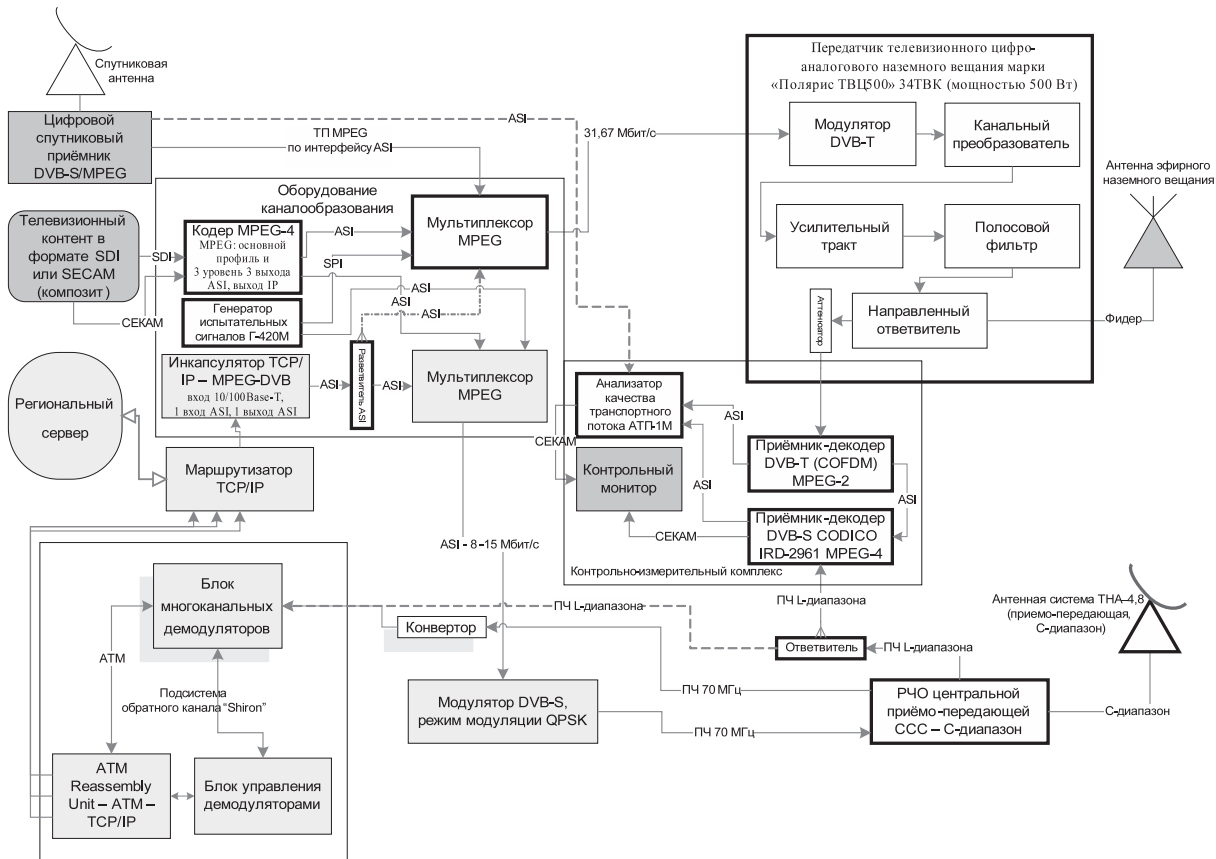 Спутниковая
антенна
Цифровой
спутниковый
приёмник
DVB-S/MPEG
ТП MPEG
по интерфейсу ASI
ASI
31,67 Мбит/с
Передатчик телевизионного цифро-
аналогового наземного вещания марки
«Полярис ТВЦ500» 34ТВК (мощностью 500 Вт)
Модулятор
DVB-T
Канальный
преобразователь
Усилительный
тракт
Полосовой
фильтр
Аттенюатор
Направленный
ответвитель
Антенна эфирного
наземного вещания
Фидер
Телевизионный
контент в
формате SDI
или SECAM
(композит)
SDI
СЕКАМ
Оборудование
каналообразования
Кодер MPEG-4
MPEG: основной
профиль и
3 уровень 3 выхода
ASI, выход IP
ASI
SPI
Мультиплексор
MPEG
Генератор
испытательных
сигналов Г-420М
ASI
ASI
ASI
Инкапсулятор TCP/
IP – MPEG-DVB
вход 10/100Base-T,
1 вход ASI, 1 выход ASI
ASI
Разветвитель ASI
ASI
Мультиплексор
MPEG
Региональный
сервер
Маршрутизатор
TCP/IP
Анализатор
качества
транспортного
потока АТП-1М
СЕКАМ
Контрольный
монитор
ASI
ASI
Приёмник-декодер
DVB-T (COFDM)
MPEG-2
ASI
СЕКАМ
Приёмник-декодер
DVB-S CODICO
IRD-2961 MPEG-4
Контрольно-измерительный комплекс
ASI - 8-15 Мбит/с
Блок
многоканальных
демодуляторов
ATM
Подсистема
обратного канала “Shiron”
ATM
Reassembly
Unit – ATM –
TCP/IP
Блок управления
демодуляторами
ПЧ L-диапазона
ПЧ L-диапазона
Конвертор
Ответвитель
ПЧ L-диапазона
ПЧ 70 МГц
Модулятор DVB-S,
режим модуляции QPSK
ПЧ 70 МГц
РЧО центральной
приёмо-передающей
ССС – С-диапазон
С-диапазон
Антенная система ТНА-4,8
(приемо-передающая,
С-диапазон)